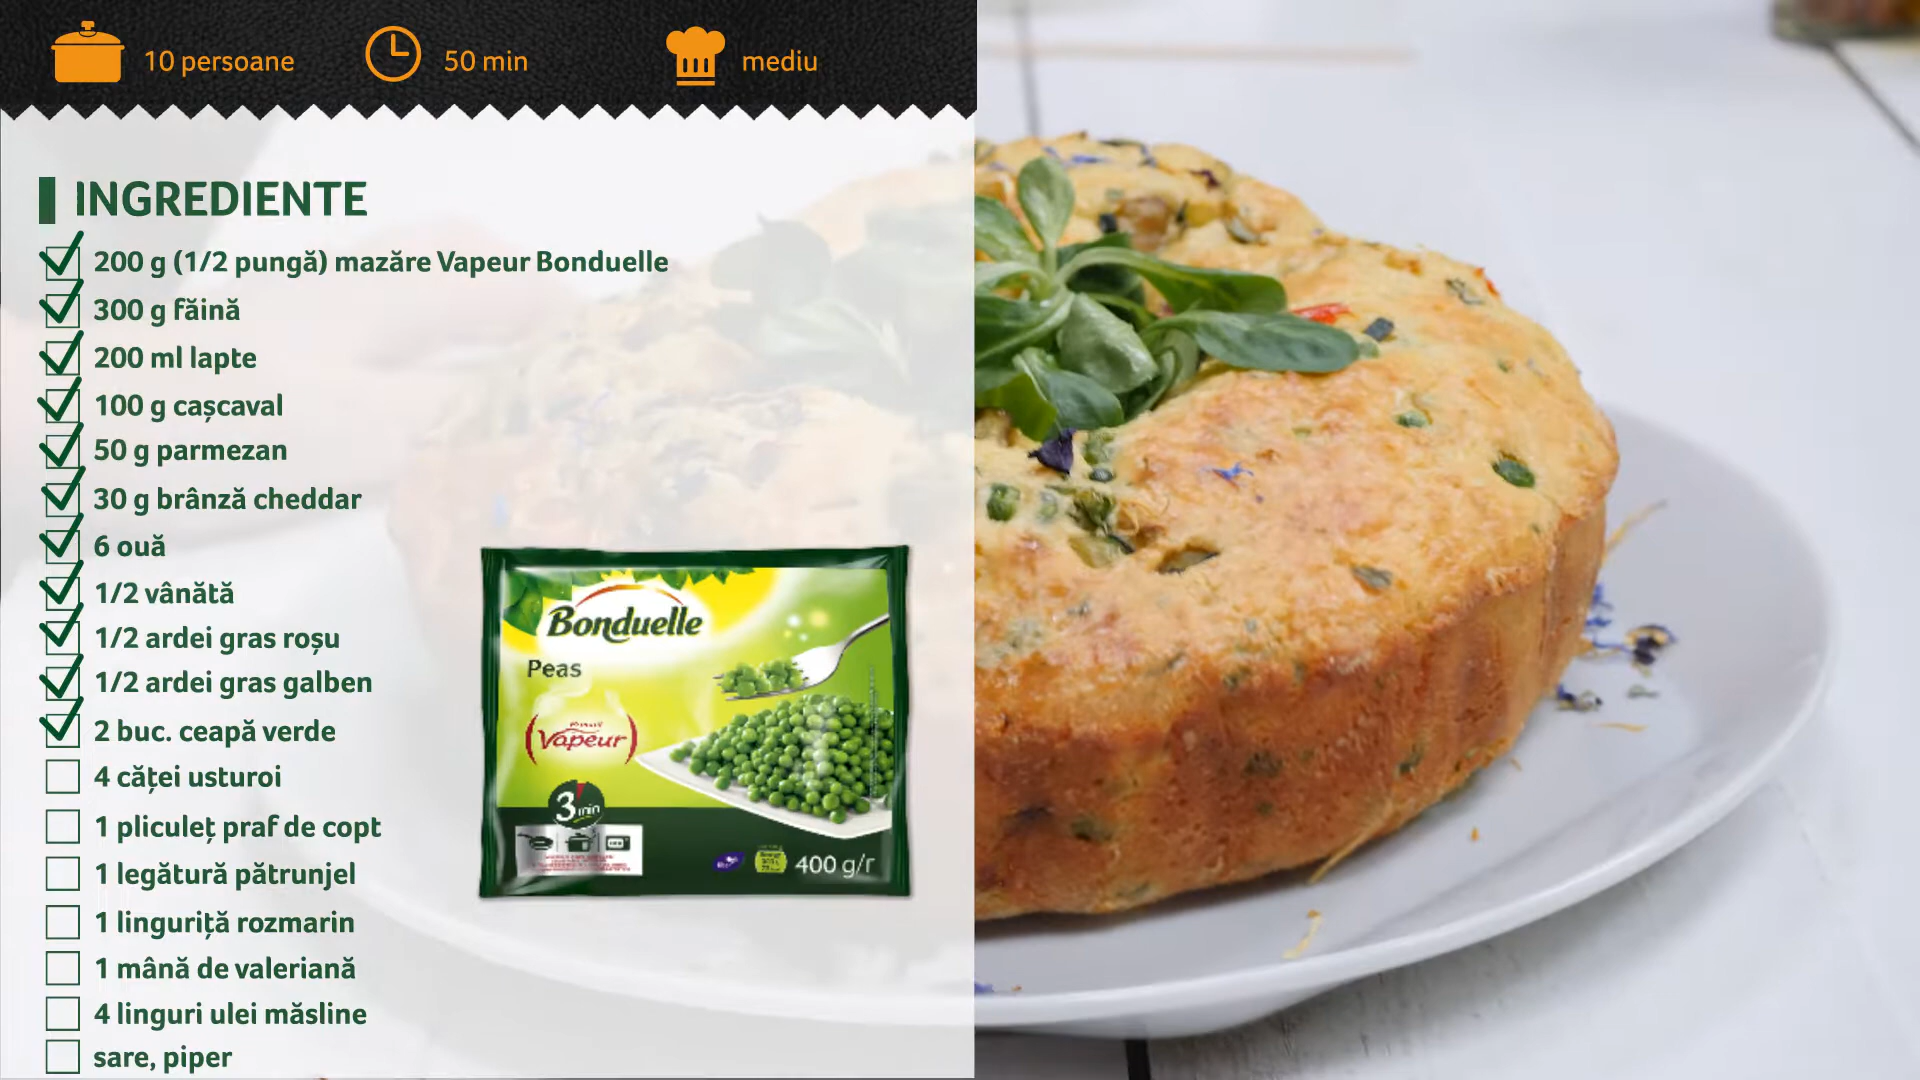 10 persoane
50 min
mediu
INGREDIENTE
200 g (1/2 pungă) mazăre Vapeur Bonduelle
300 g făină
200 ml lapte
100 g cașcaval
50 g parmezan
30 g brânză cheddar
6 ouă
1/2 vânătă
1/2 ardei gras roșu
1/2 ardei gras galben
2 buc. ceapă verde
4 căței usturoi
1 pliculeț praf de copt
1 legătură pătrunjel
1 linguriță rozmarin
1 mână de valeriană
4 linguri ulei măsline
sare, piper
Bonduelle
Peas
Vapeur
3 min
400 g/r